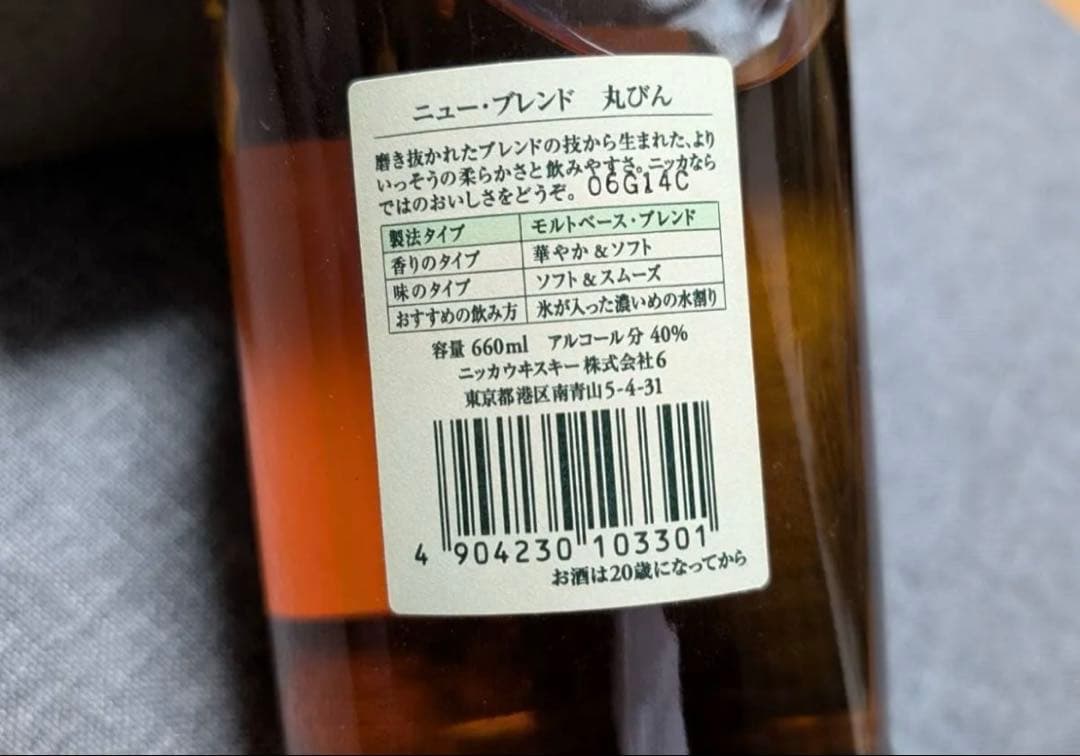 ニュー・ブレンド 丸びん
磨き抜かれたブレンドの技から生まれた、より
いっそうの柔らかさと飲みやすさ。ニッカなら
ではのおいしさをどうぞ。 06G14C
製法タイプ モルトベース・ブレンド
香りのタイプ 華やか&ソフト
味のタイプ ソフト&スムーズ
おすすめの飲み方 氷が入った濃いめの水割り
容量 660ml アルコール分 40%
ニッカウヰスキー株式会社6
東京都港区南青山5-4-31
4 904230 103301
お酒は20歳になってから